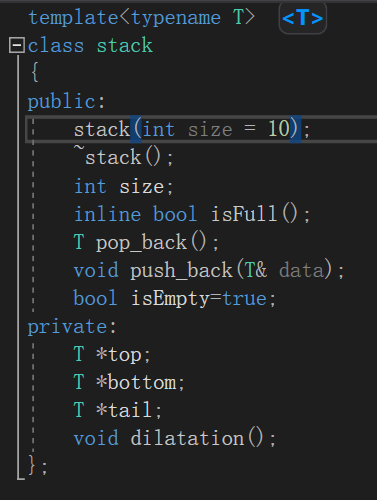 template<typename T> <T>
class stack
{
public:
    stack(int size = 10);
    ~stack();
    int size;
    inline bool isFull();
    T pop_back();
    void push_back(T& data);
    bool isEmpty=true;
private:
    T *top;
    T *bottom;
    T *tail;
    void dilatation();
};